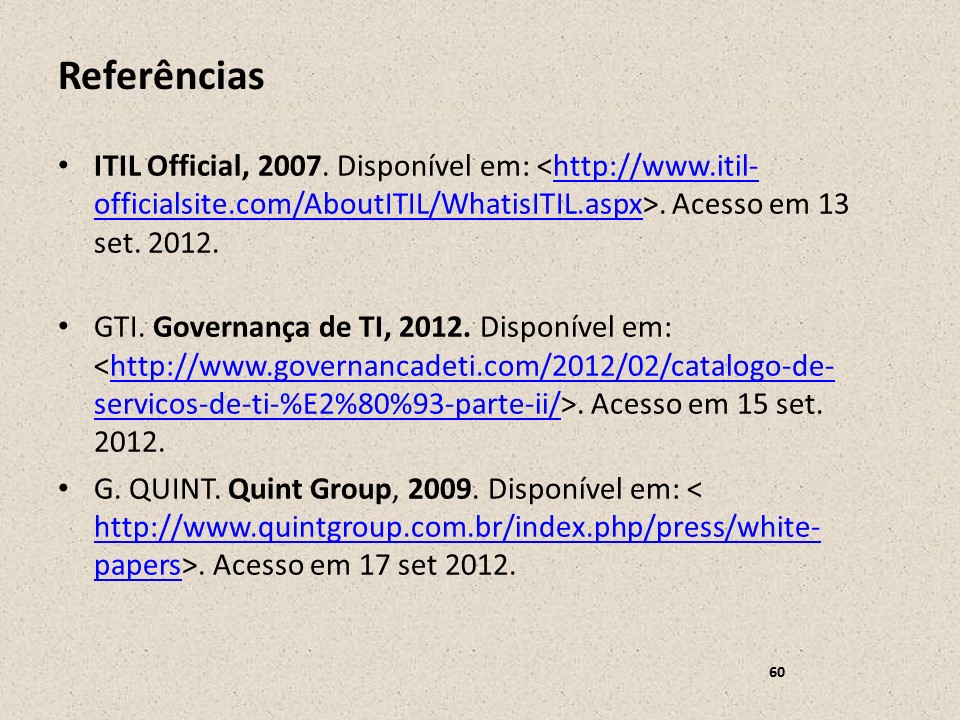 Referências
• ITIL Official, 2007. Disponível em: <http://www.itil-
officialsite.com/AboutITIL/WhatisITIL.aspx>. Acesso em 13
set. 2012.
• GTI. Governança de TI, 2012. Disponível em:
<http://www.governancadeti.com/2012/02/catalogo-de-
servicos-de-ti-%E2%80%93-parte-ii/>. Acesso em 15 set.
2012.
• G. QUINT. Quint Group, 2009. Disponível em: <
http://www.quintgroup.com.br/index.php/press/white-
papers>. Acesso em 17 set 2012.
60